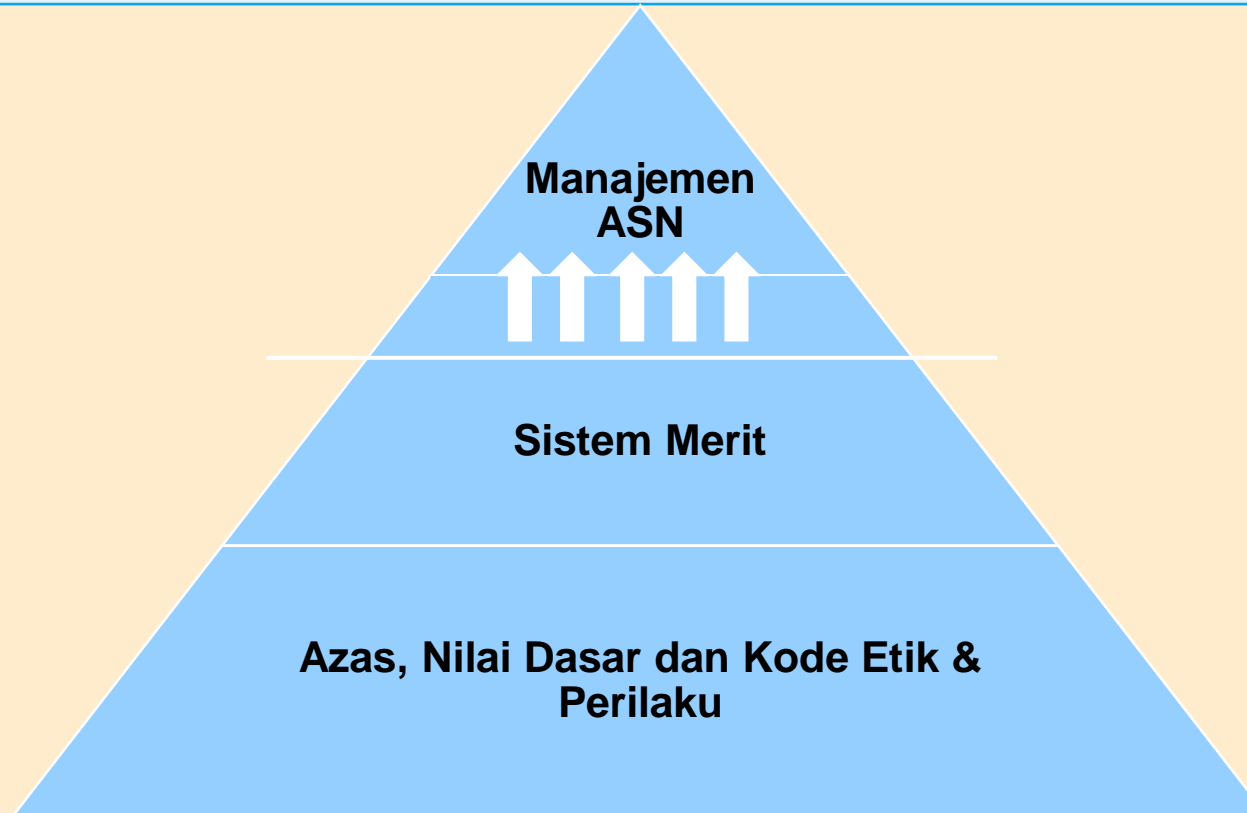 Manajemen
ASN
Sistem Merit
Azas, Nilai Dasar dan Kode Etik &
Perilaku